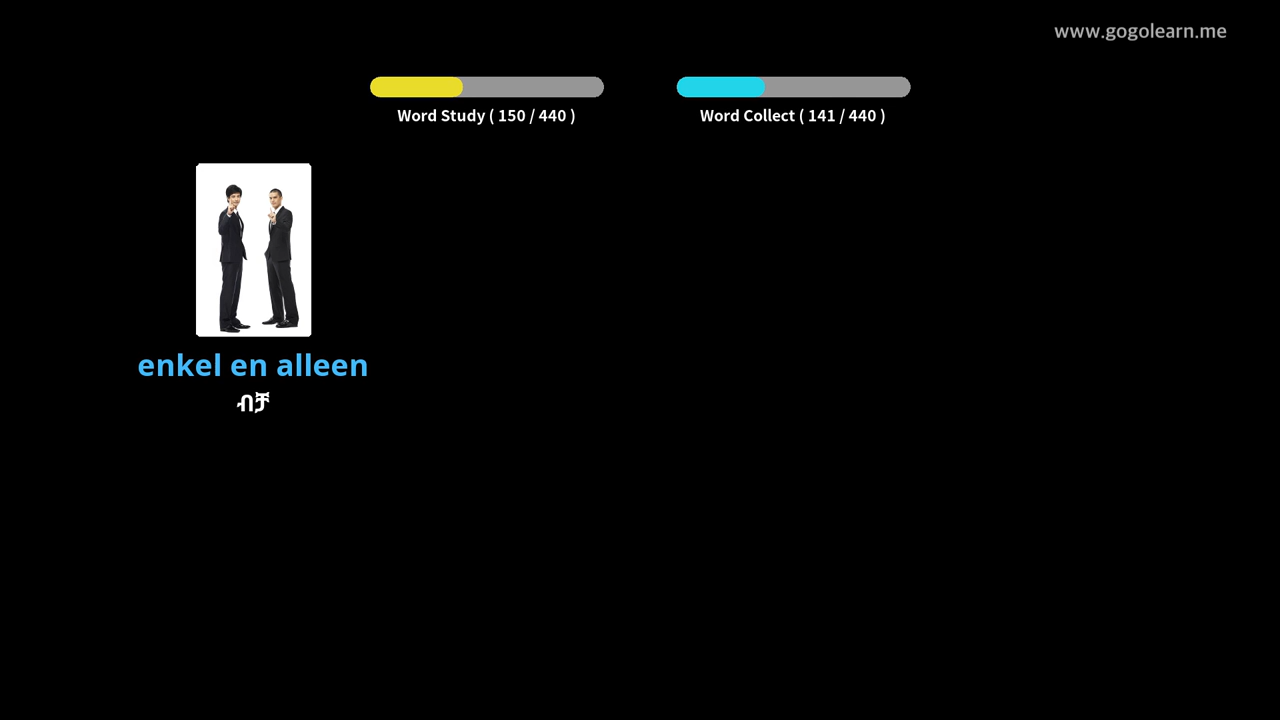 www.gogolearn.me
Word Study ( 150 / 440 )
Word Collect ( 141 / 440 )
enkel en alleen
ብቻ